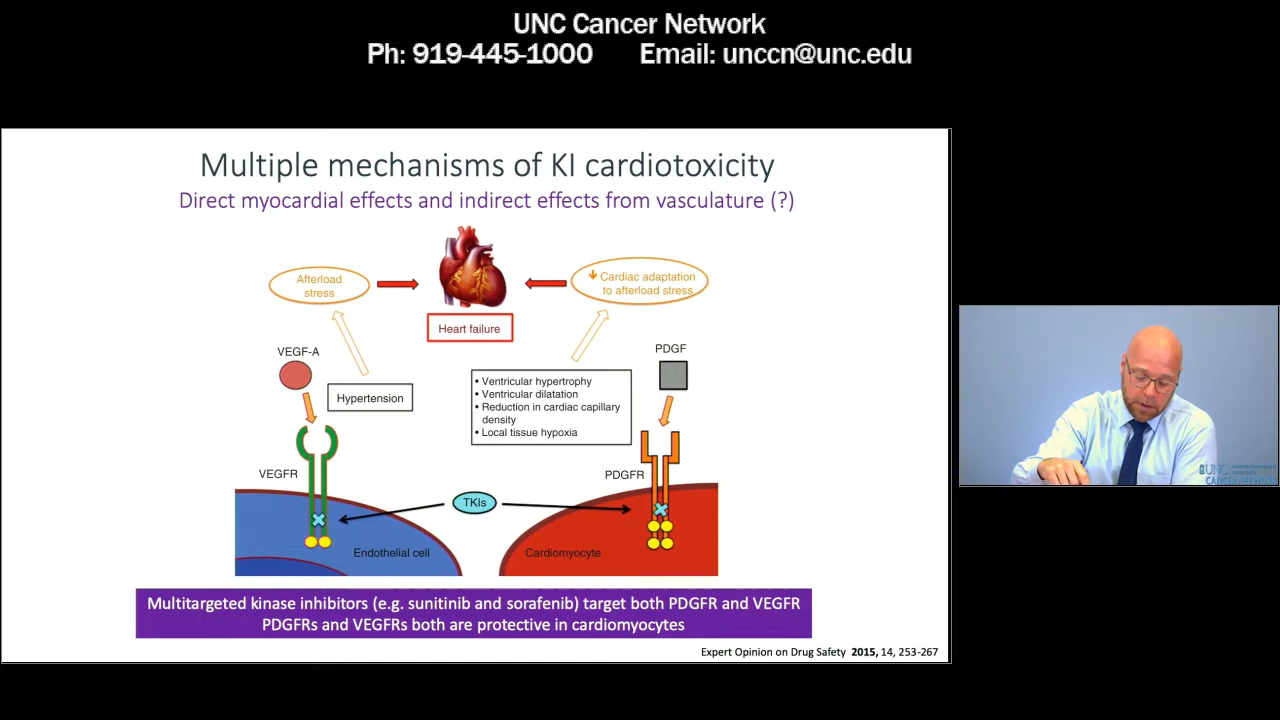 UNC Cancer Network
Ph: 919-445-1000 Email: unccn@unc.edu
Multiple mechanisms of KI cardiotoxicity
Direct myocardial effects and indirect effects from vasculature (?)
Afterload
stress
Cardiac adaptation
to afterload stress
Heart failure
VEGF-A
PDGF
Hypertension
• Ventricular hypertrophy
• Ventricular dilatation
• Reduction in cardiac capillary
density
• Local tissue hypoxia
VEGFR
PDGFR
TKIs
Endothelial cell
Cardiomyocyte
Multitargeted kinase inhibitors (e.g. sunitinib and sorafenib) target both PDGFR and VEGFR
PDGFRs and VEGFRs both are protective in cardiomyocytes
Expert Opinion on Drug Safety 2015, 14, 253-267
UNC
CANCER NETWORK